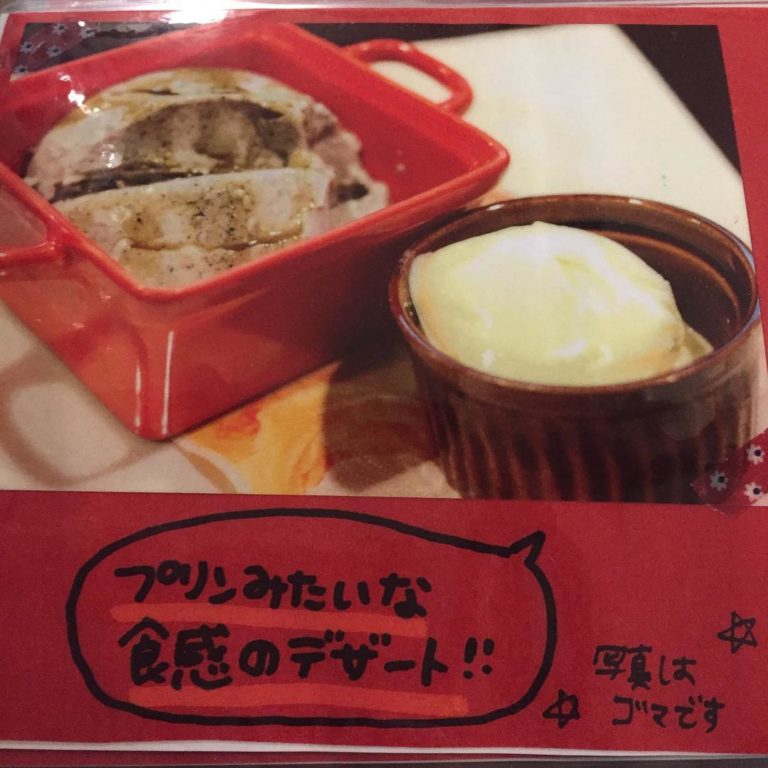 プリンみたいな
食感のデザート!!
写真は
ゴマです